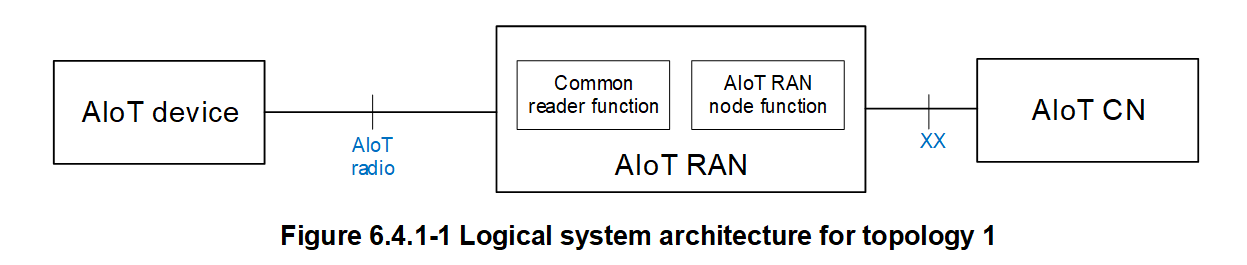 AIoT device
AIoT
radio
Common
reader function
AIoT RAN
node function
AIoT RAN
XX
AIoT CN
Figure 6.4.1-1 Logical system architecture for topology 1